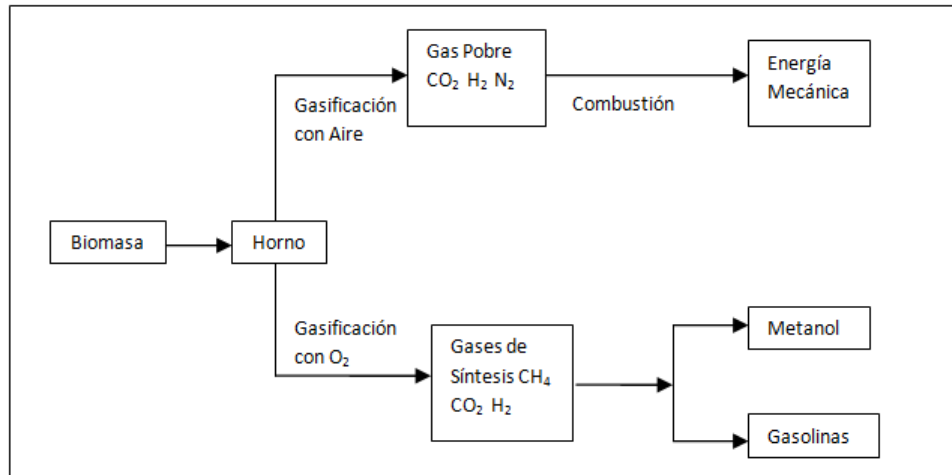 Gas Pobre
CO₂ H₂ N₂
Energía
Mecánica
Gasificación
con Aire
Combustión
Biomasa
Horno
Gasificación
con O₂
Gases de
Síntesis CH₄
CO₂ H₂
Metanol
Gasolinas